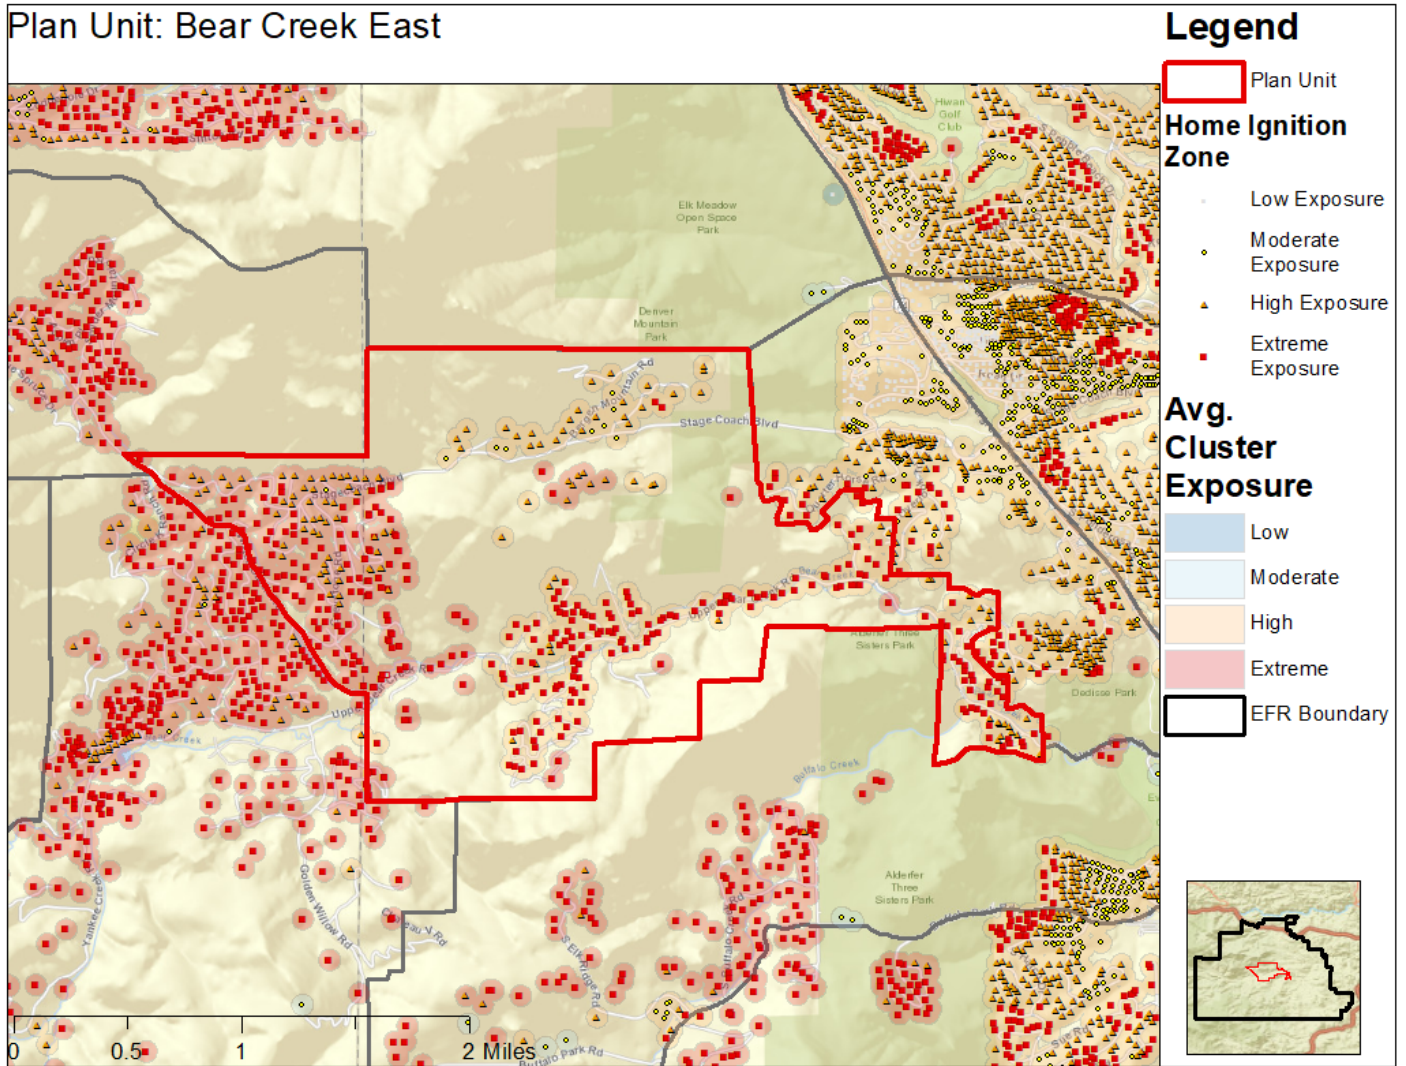 Plan Unit: Bear Creek East
Legend
Plan Unit
Home Ignition
Zone
Low Exposure
Moderate
Exposure
High Exposure
Extreme
Exposure
Avg.
Cluster
Exposure
Low
Moderate
High
Extreme
EFR Boundary
Hiwan
Golf
Club
Elk Meadow
Open Space
Park
Denver
Mountain
Park
Stage Coach Blvd
Alderfer Three
Sisters Park
Dedisse Park
Buffalo Creek
Alderfer
Three
Sisters Park
Golden Willow Rd
Yankee Creek
S Elk Ridge Rd
Buffalo Park Rd
0 0.5 1 2 Miles